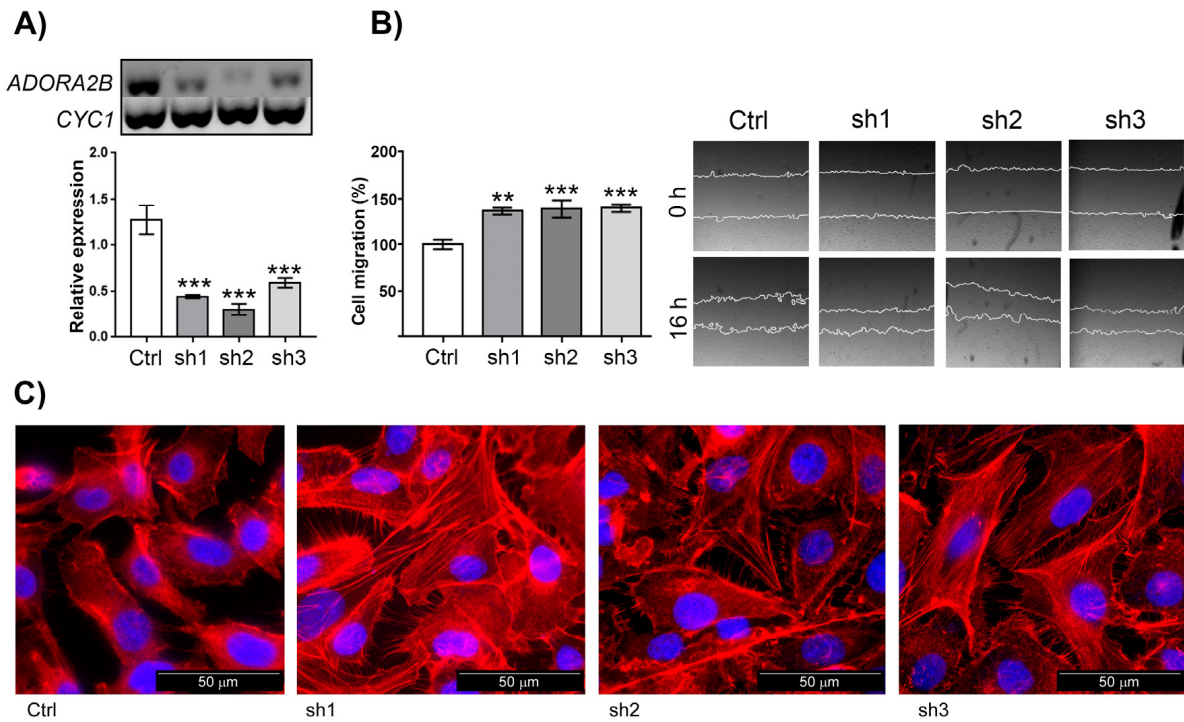 A)
ADORA2B
CYC1
Relative epxression
2.0
1.5
1.0
0.5
0.0
***
***
***
Ctrl sh1 sh2 sh3
B)
Cell migration (%)
200
150
100
50
**
***
***
Ctrl sh1 sh2 sh3
Ctrl sh1 sh2 sh3
0 h
16 h
C)
50 μm
50 μm
50 μm
50 μm
Ctrl
sh1
sh2
sh3